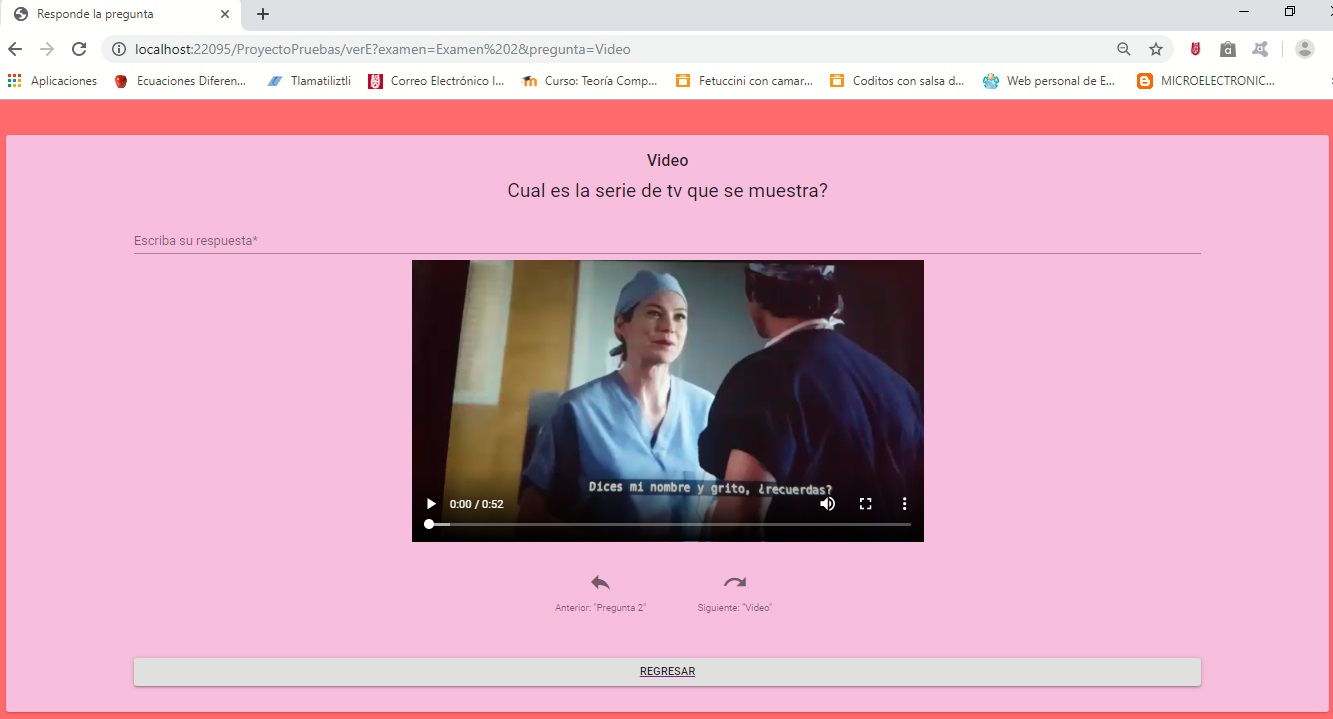 Responde la pregunta
localhost:22095/ProyectoPruebas/verE?examen=Examen%202&pregunta=Video
Aplicaciones Ecuaciones Diferen... Tlamatiliztli Correo Electrónico I... Curso: Teoría Comp... Fetuccini con camar... Coditos con salsa d... Web personal de E... MICROELECTRONIC...
Video
Cual es la serie de tv que se muestra?
Escriba su respuesta*
Dices mi nombre y grito, ¿recuerdas?
0:00 / 0:52
Anterior: "Pregunta 2" Siguiente: "Video"
REGRESAR